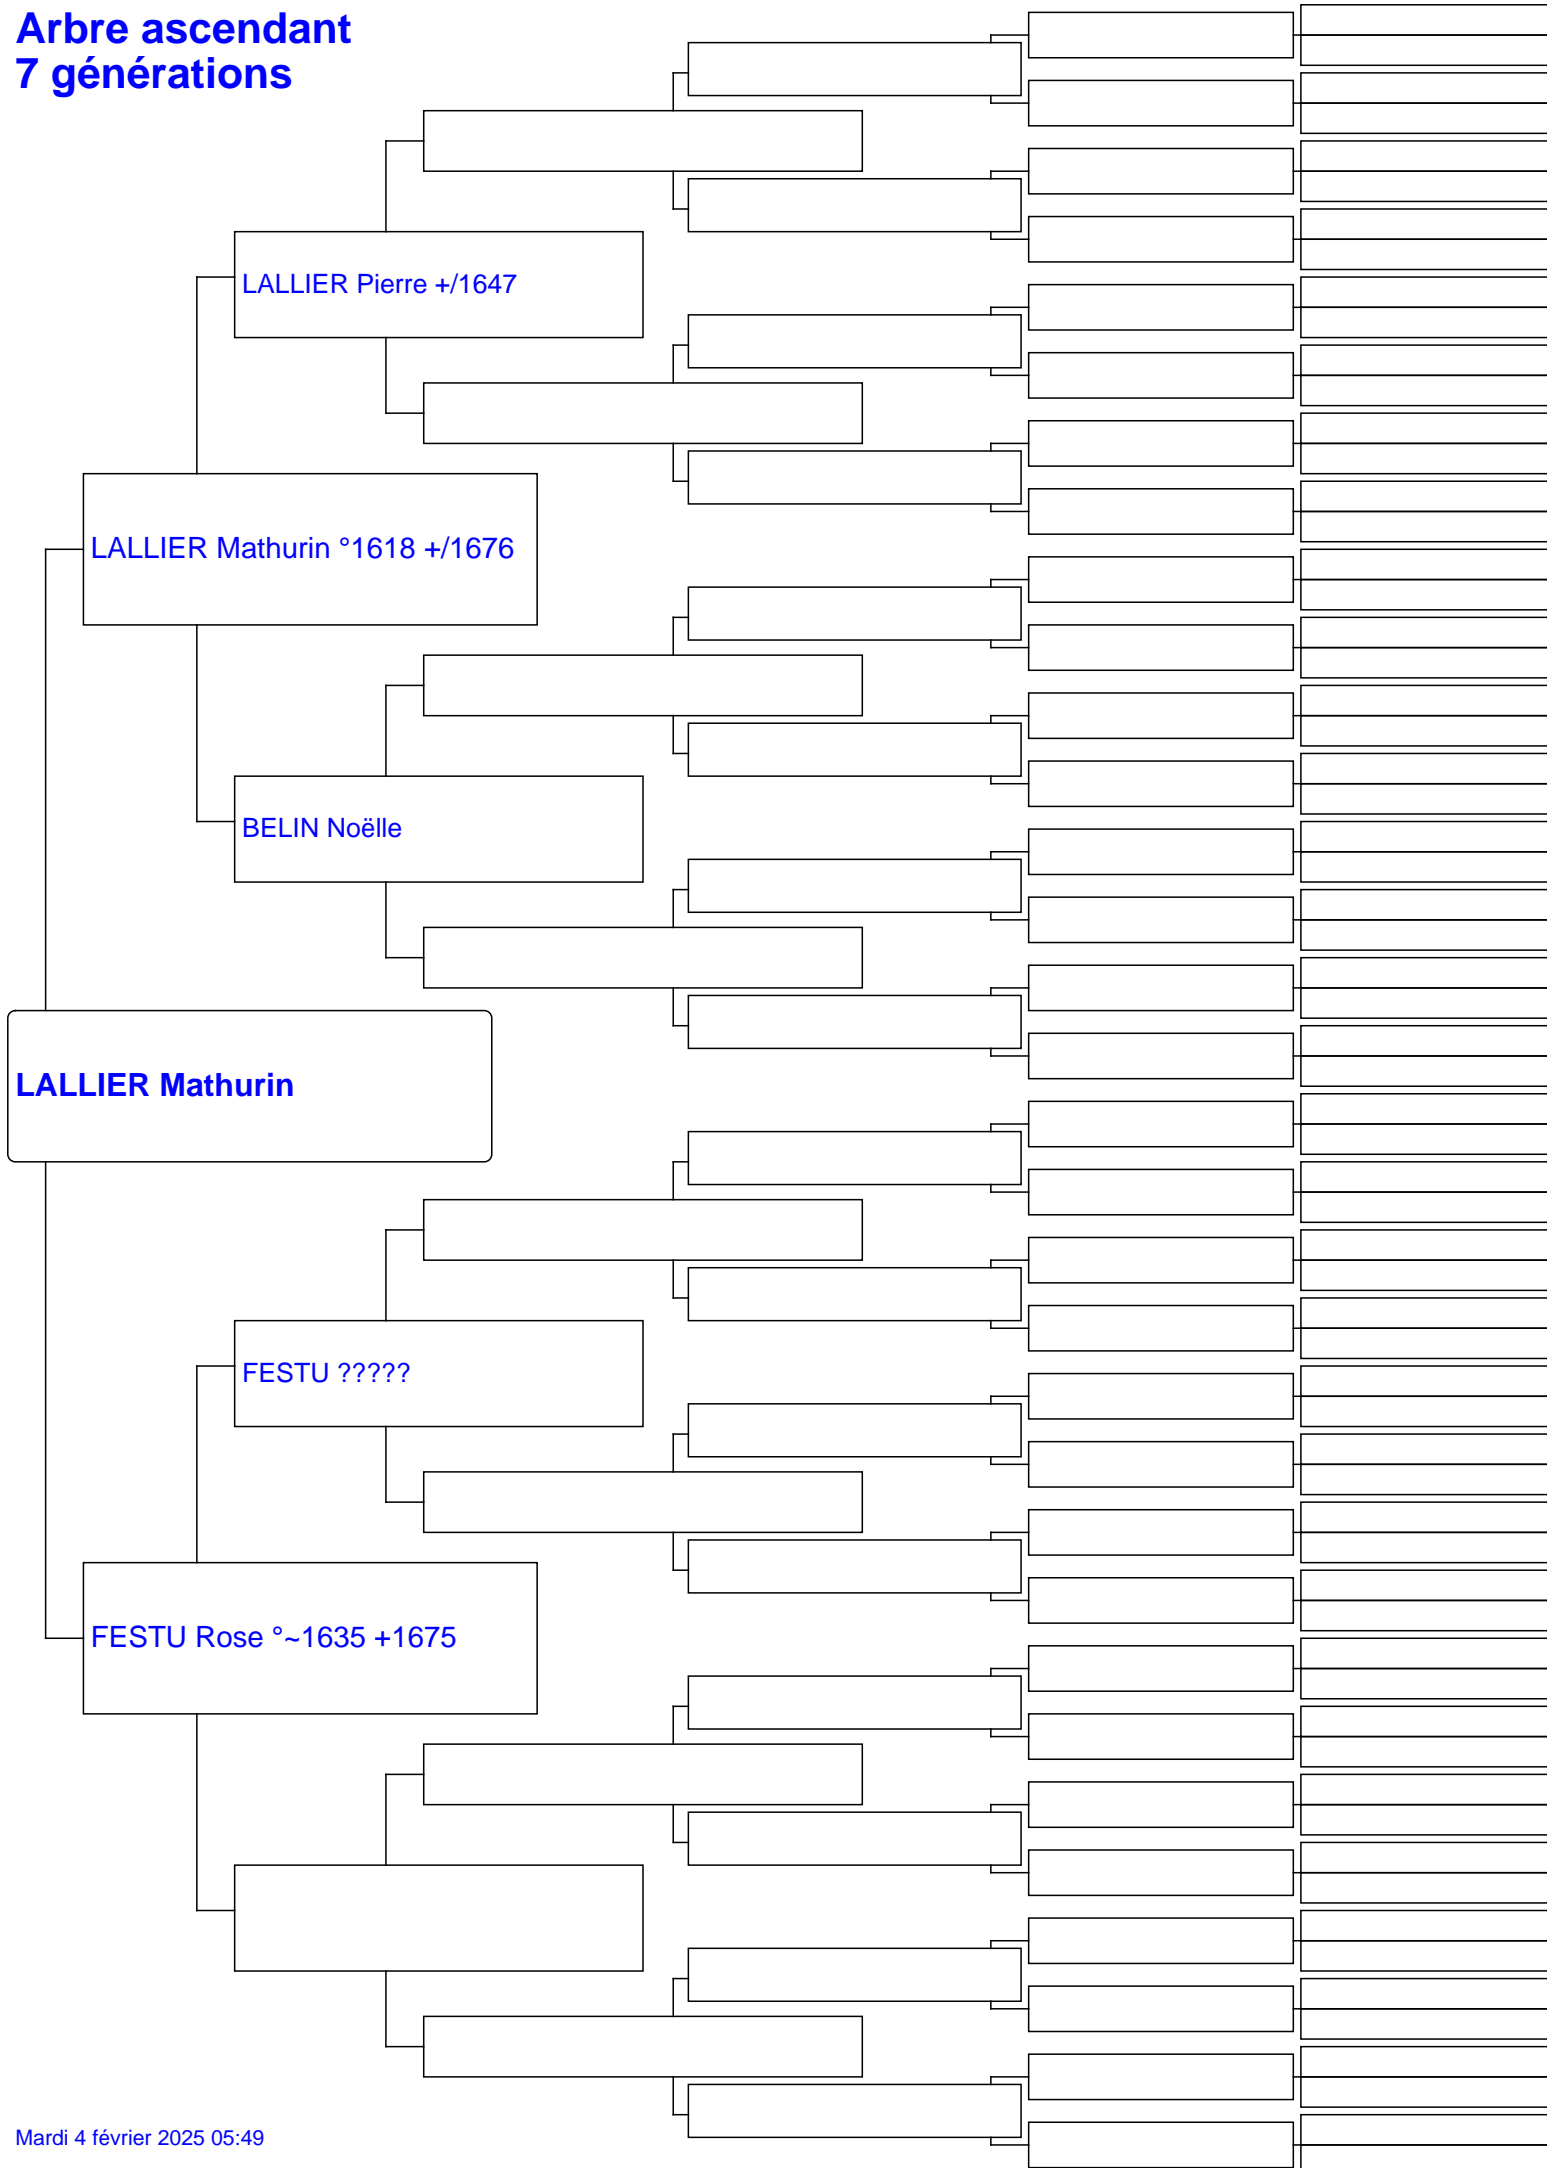 Arbre ascendant
7 générations
LALLIER Pierre +/1647
LALLIER Mathurin °1618 +/1676
BELIN Noëlle
LALLIER Mathurin
FESTU ?????
FESTU Rose °~1635 +1675
Mardi 4 février 2025 05:49